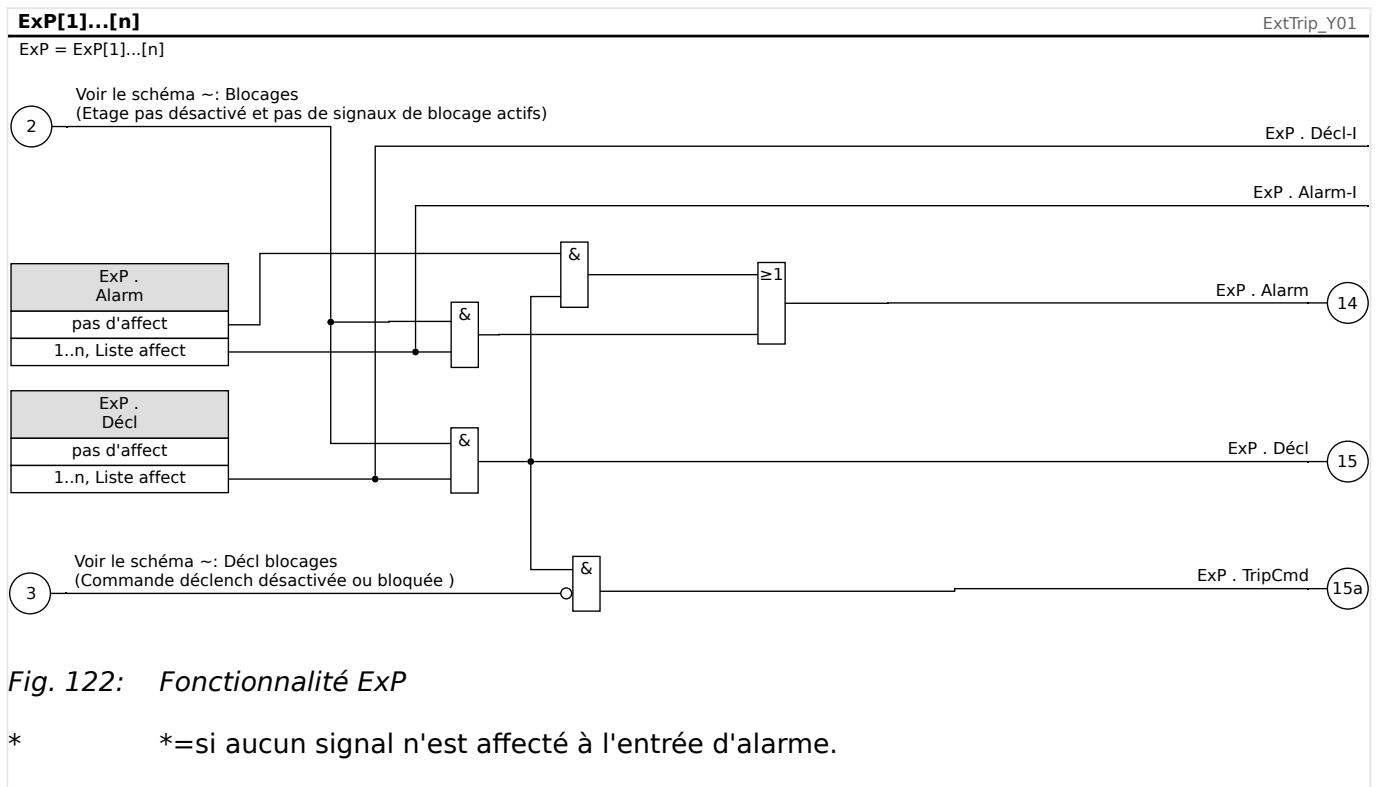 ExP[1]...[n]
ExtTrip_Y01
ExP = ExP[1]...[n]
Voir le schéma ~: Blocages
(Etage pas désactivé et pas de signaux de blocage actifs)
2
ExP . Décl-I
ExP . Alarm-I
&
ExP .
Alarm
≥1
ExP . Alarm
14
pas d'affect
&
1..n, Liste affect
ExP .
Décl
&
pas d'affect
ExP . Décl
15
1..n, Liste affect
Voir le schéma ~: Décl blocages
(Commande déclench désactivée ou bloquée )
3
&
ExP . TripCmd
15a
Fig. 122: Fonctionnalité ExP
* *=si aucun signal n'est affecté à l'entrée d'alarme.